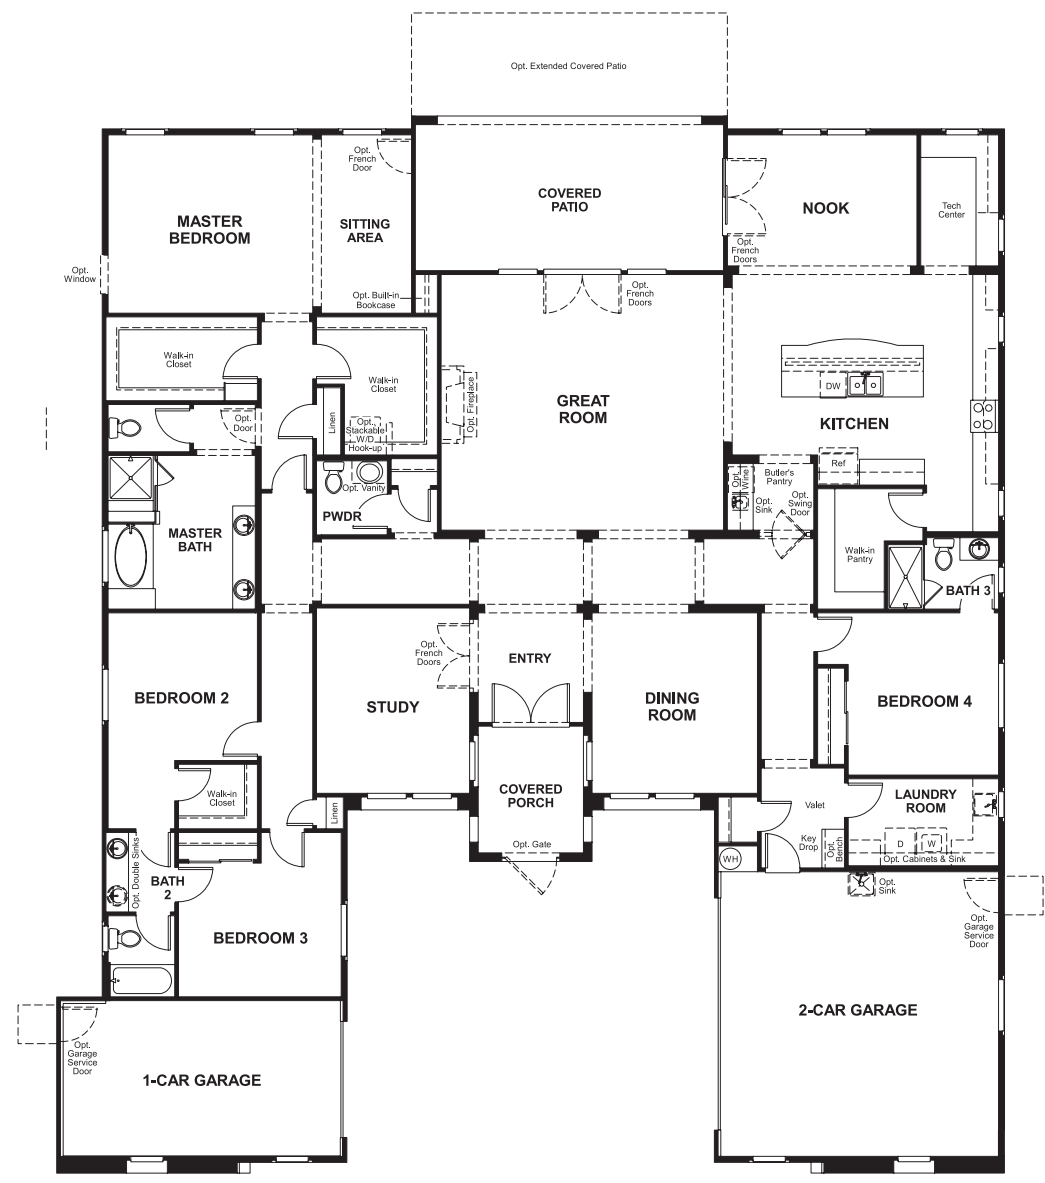 Opt. Extended Covered Patio
Opt.
French
Door
MASTER
BEDROOM
SITTING
AREA
COVERED
PATIO
NOOK
Tech
Center
Opt.
French
Doors
Opt.
Window
Opt. Built-in
Bookcase
Opt.
French
Doors
Walk-in
Closet
Walk-in
Closet
Opt. Fireplace
GREAT
ROOM
DW
KITCHEN
Opt.
Door
Linen
Opt.
Stackable
W/D
Hook-up
Ref
Opt.
Wine
Butler's
Pantry
Opt.
Sink
Opt.
Swing
Door
Opt. Vanity
PWDR
MASTER
BATH
Walk-in
Pantry
BATH 3
Opt.
French
Doors
ENTRY
BEDROOM 2
STUDY
DINING
ROOM
BEDROOM 4
Walk-in
Closet
COVERED
PORCH
Linen
Valet
LAUNDRY
ROOM
Opt. Double Sinks
Opt. Gate
Key
Drop
Opt.
Bench
D
W
Opt. Cabinets & Sink
WH
BATH
2
Opt.
Sink
BEDROOM 3
Opt.
Garage
Service
Door
2-CAR GARAGE
Opt.
Garage
Service
Door
1-CAR GARAGE